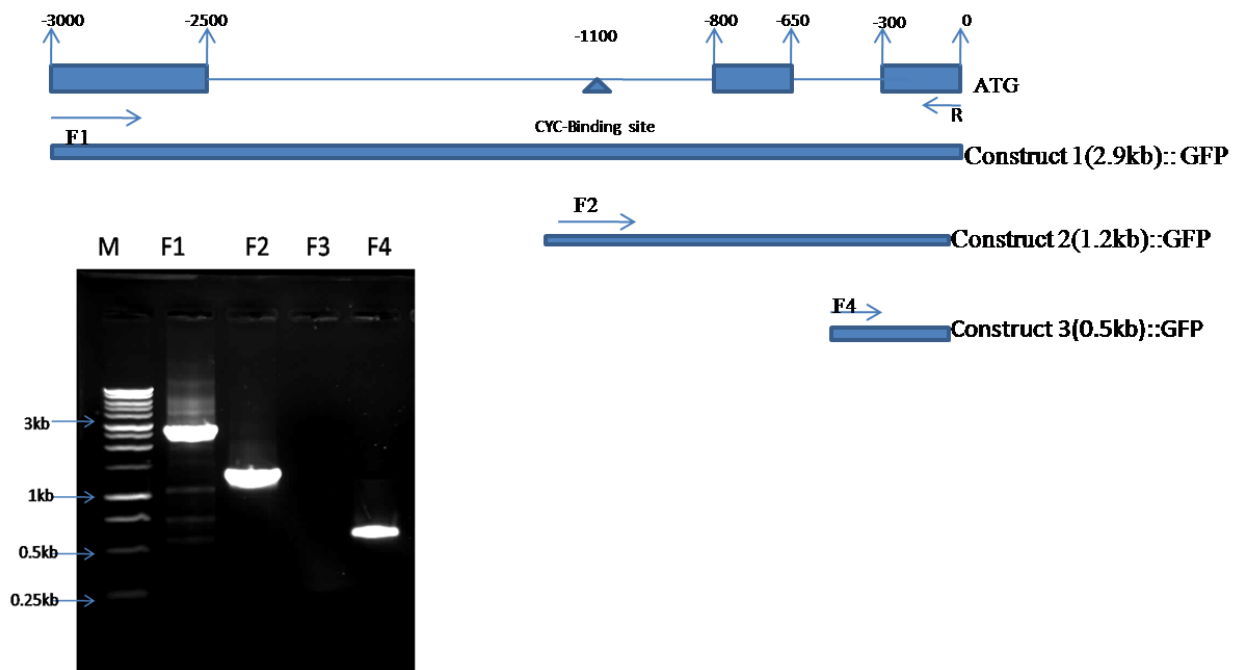 -3000 -2500 -1100 -800 -650 -300 0
ATG
F1 R
CYC-Binding site
Construct 1(2.9kb):: GFP
F2
Construct 2(1.2kb)::GFP
F4
Construct 3(0.5kb)::GFP
M F1 F2 F3 F4
3kb
1kb
0.5kb
0.25kb